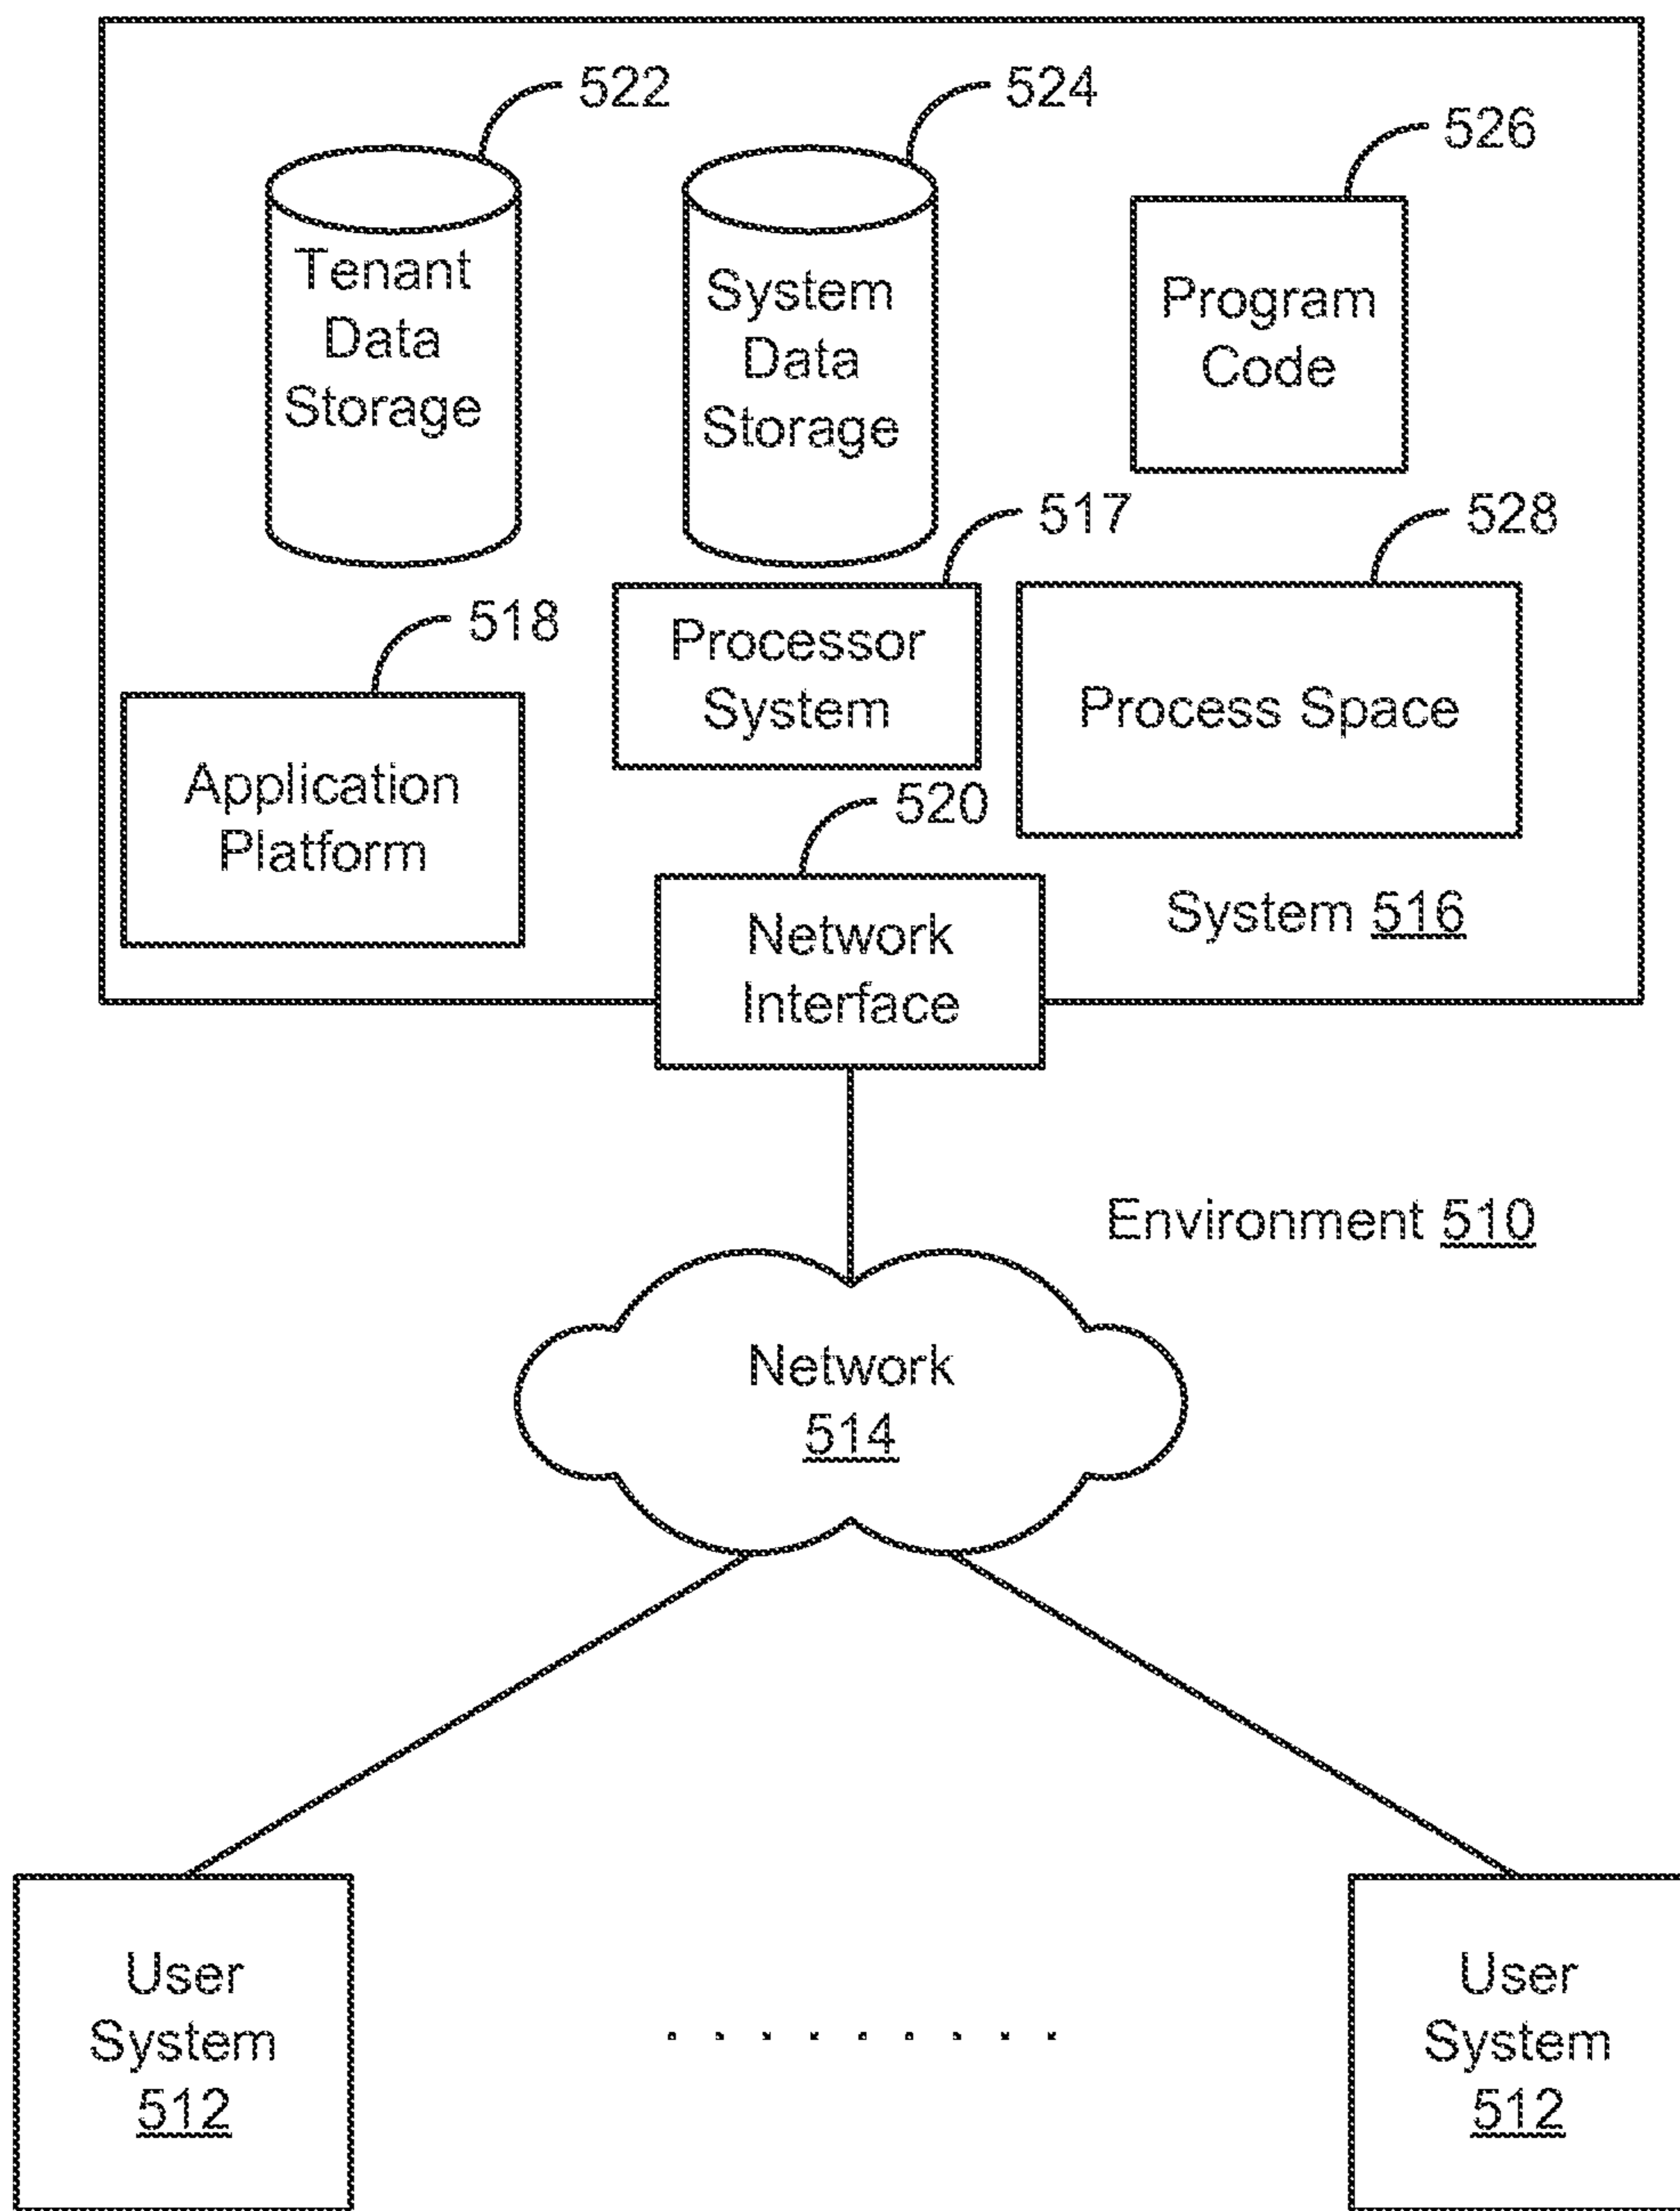 522
524
526
Tenant
Data
Storage
System
Data
Storage
Program
Code
517
528
518
Processor
System
Process Space
Application
Platform
520
Network
Interface
System 516
Environment 510
Network
514
User
System
512
User
System
512